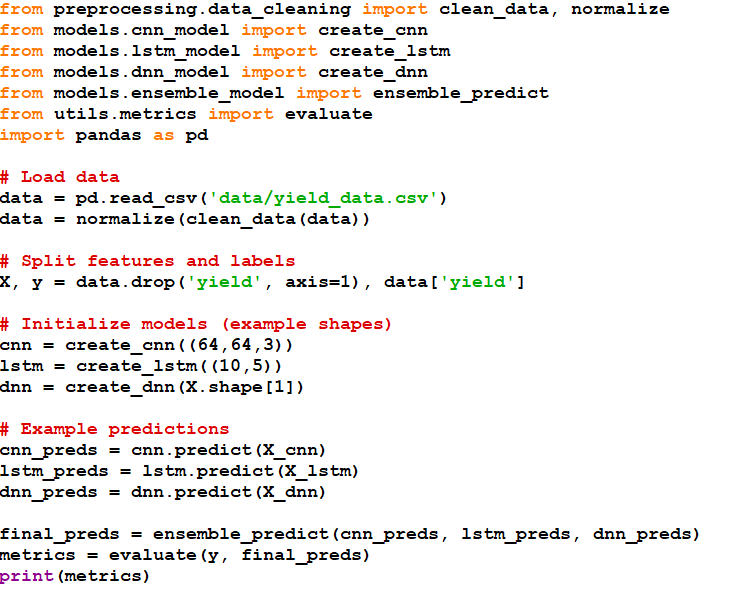 from preprocessing.data_cleaning import clean_data, normalize
from models.cnn_model import create_cnn
from models.lstm_model import create_lstm
from models.dnn_model import create_dnn
from models.ensemble_model import ensemble_predict
from utils.metrics import evaluate
import pandas as pd

# Load data
data = pd.read_csv('data/yield_data.csv')
data = normalize(clean_data(data))

# Split features and labels
X, y = data.drop('yield', axis=1), data['yield']

# Initialize models (example shapes)
cnn = create_cnn((64,64,3))
lstm = create_lstm((10,5))
dnn = create_dnn(X.shape[1])

# Example predictions
cnn_preds = cnn.predict(X_cnn)
lstm_preds = lstm.predict(X_lstm)
dnn_preds = dnn.predict(X_dnn)

final_preds = ensemble_predict(cnn_preds, lstm_preds, dnn_preds)
metrics = evaluate(y, final_preds)
print(metrics)